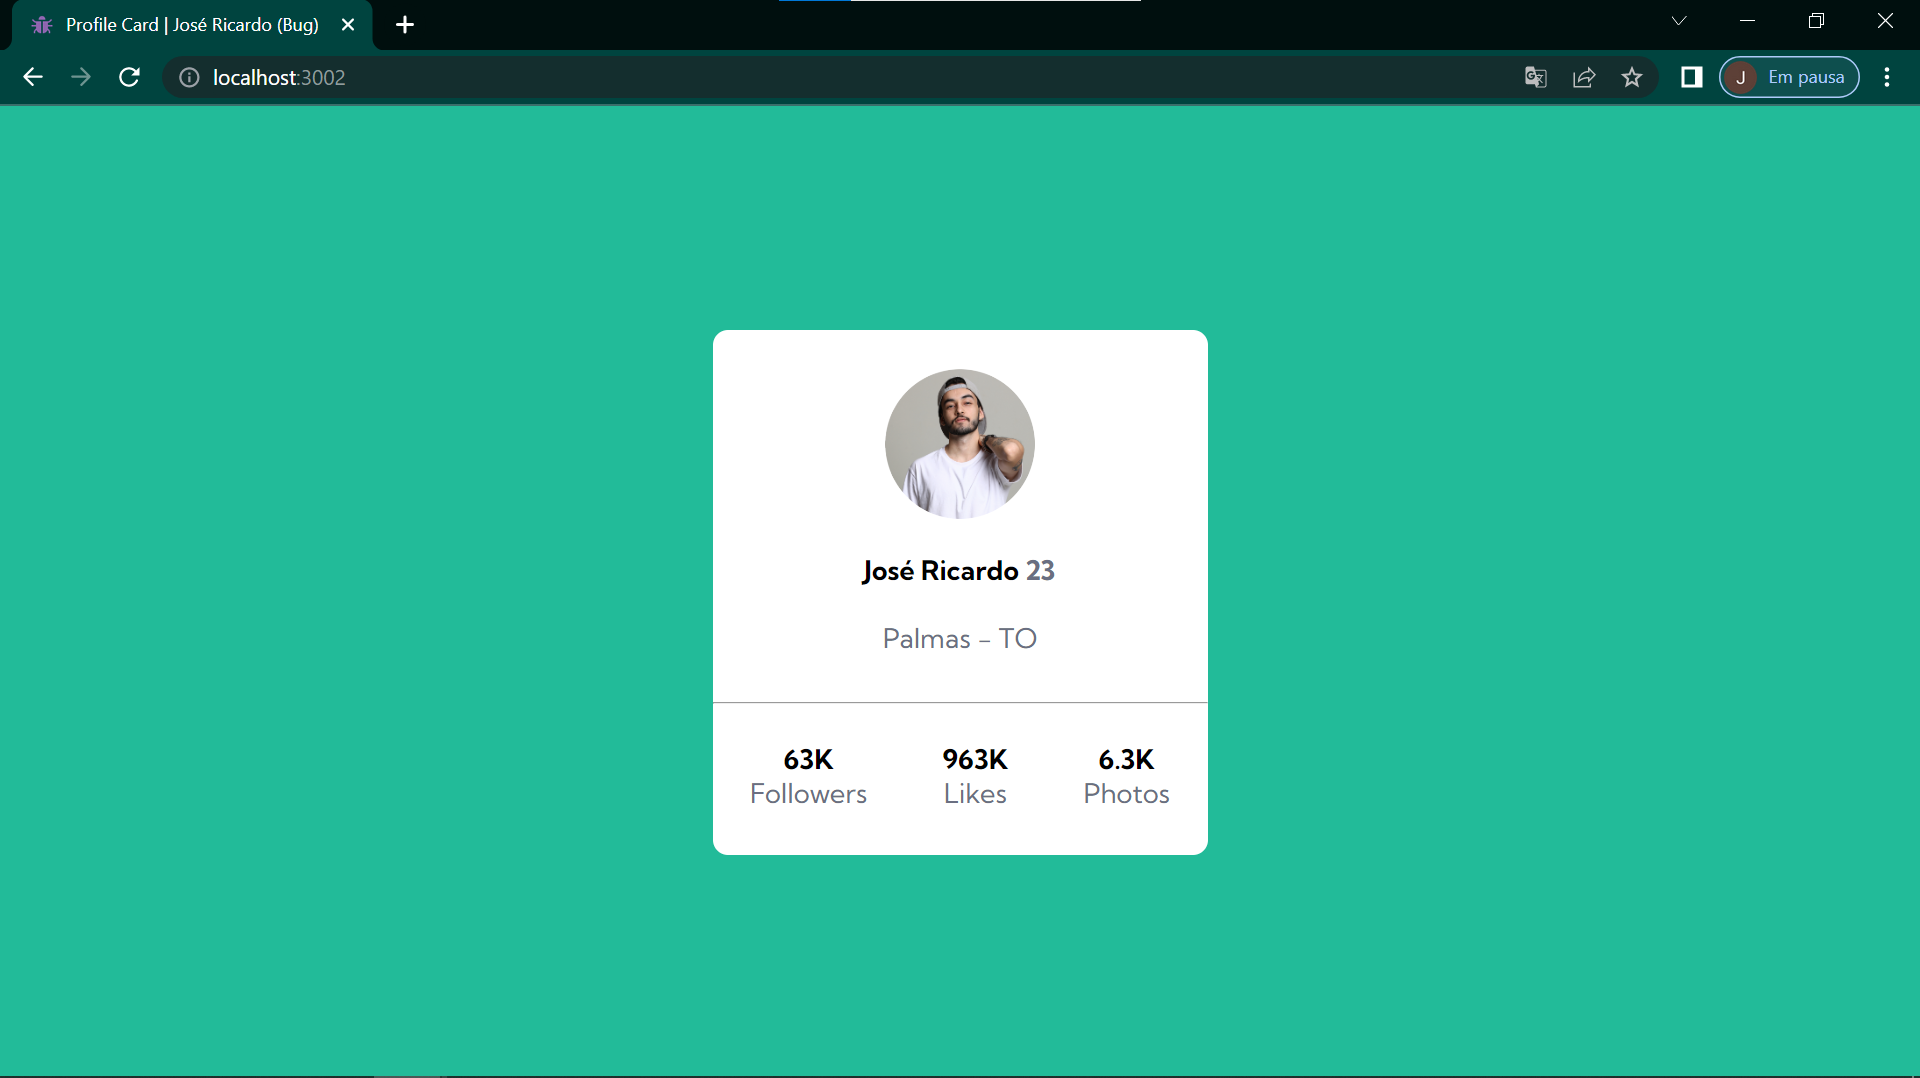 Profile Card | José Ricardo (Bug)
localhost:3002
J Em pausa
José Ricardo 23
Palmas - TO
63K 963K 6.3K
Followers Likes Photos